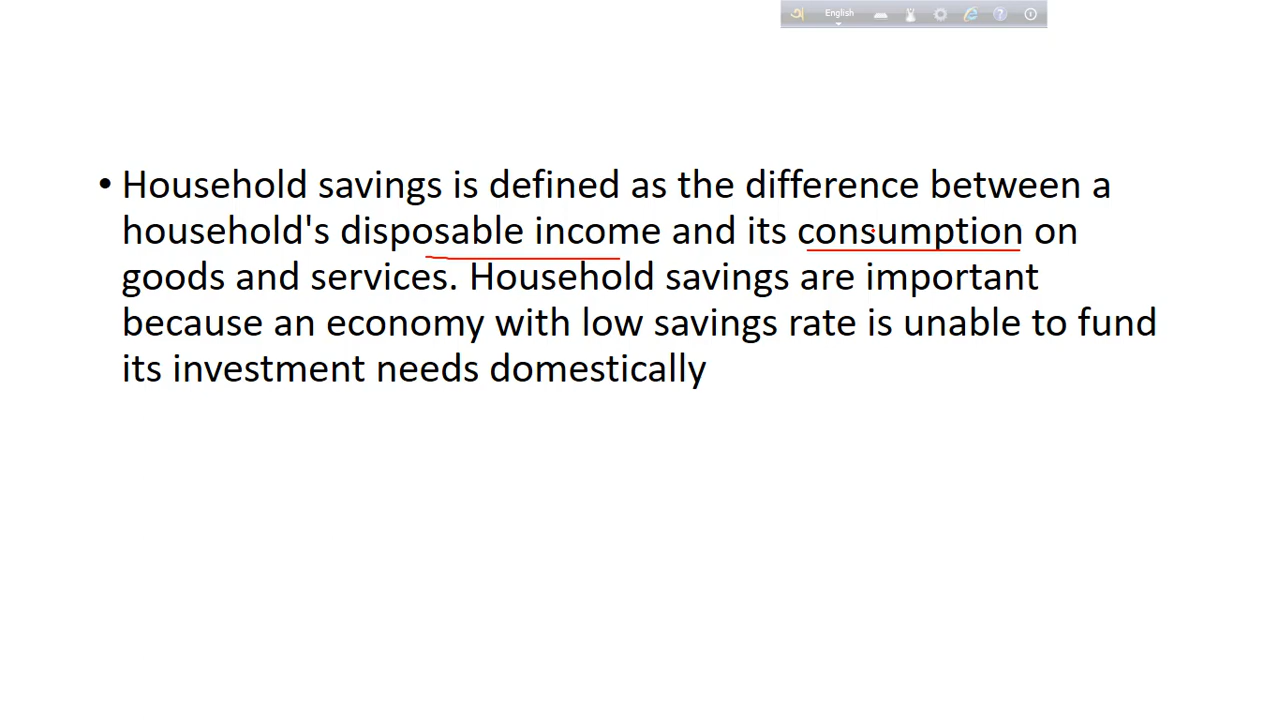 অ English
• Household savings is defined as the difference between a
household's disposable income and its consumption on
goods and services. Household savings are important
because an economy with low savings rate is unable to fund
its investment needs domestically